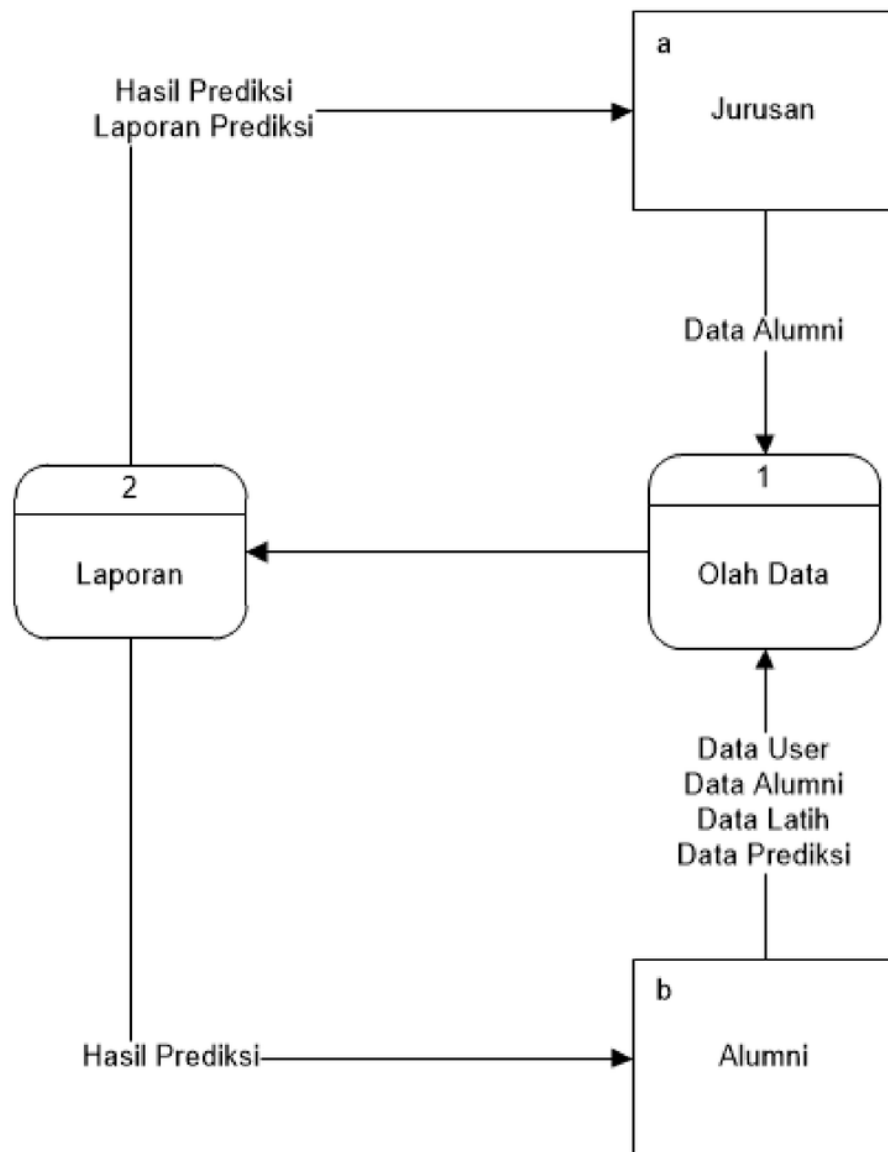 a
Jurusan
Hasil Prediksi
Laporan Prediksi
Data Alumni
2
Laporan
1
Olah Data
Data User
Data Alumni
Data Latih
Data Prediksi
b
Alumni
Hasil Prediksi